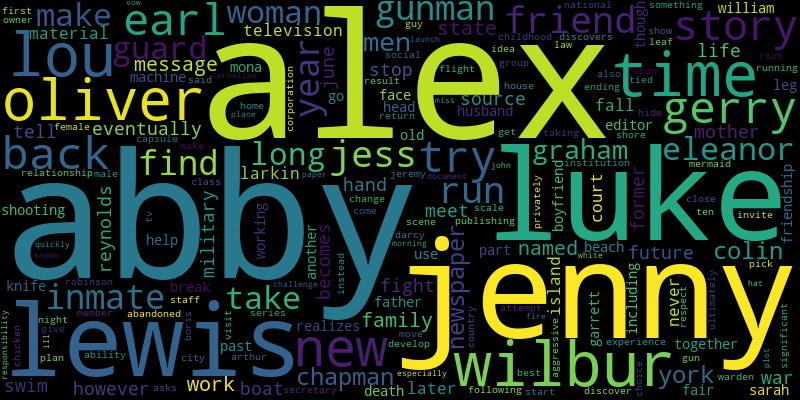 first
owner
vow
make
earl
woman
gunman
guy
launch
national
something
william
material
television
friend
childhood
discovers
though
show
leaf
story
lou
guard
message
year
june
men
state
idea
law
machine
said
mona
corporation
stop
social
flight
group
also
upon
riot
life
running
oliver
alex
go
face
result
head
source
house
ending
tied
time
leg
female
home
plane
cornelion
return
miss
husband
fall
hide
gerry
tell
eventually
capsule
wake
old
get
taking
editor
shore
mother
back
find
long
jess
try
graham
john
institution
eleanor
relationship
male
class
larkin
paper
jeremy
document
hand
run
privately
boyfriend
court
former
mermaid
friendship
shooting
reynolds
abby
change
come
scene
scale
publishing
luke
close
ten
invite
quickly
known
tv
help
military
working
another
becomes
instead
meet
darcy
morning
use
newspaper
part
named
beach
future
colin
knife
robinson
inmate
break
take
fight
father
jenny
island
garrett
including
never
respect
ultimately
pick
hat
white
challenge
member
staff
abandoned
series
visit
realizes
family
move
develop
country
aggressive
attempt
fire
experience
together
significant
responsibility
chicken
night
give
ill
plan
lewis
ability
boris
city
past
arthur
new
chapman
especially
wilbur
best
choice
discover
gun
york
warden
plot
war
swim
however
asks
work
boat
secretary
death
later
following
start
fair
sarah